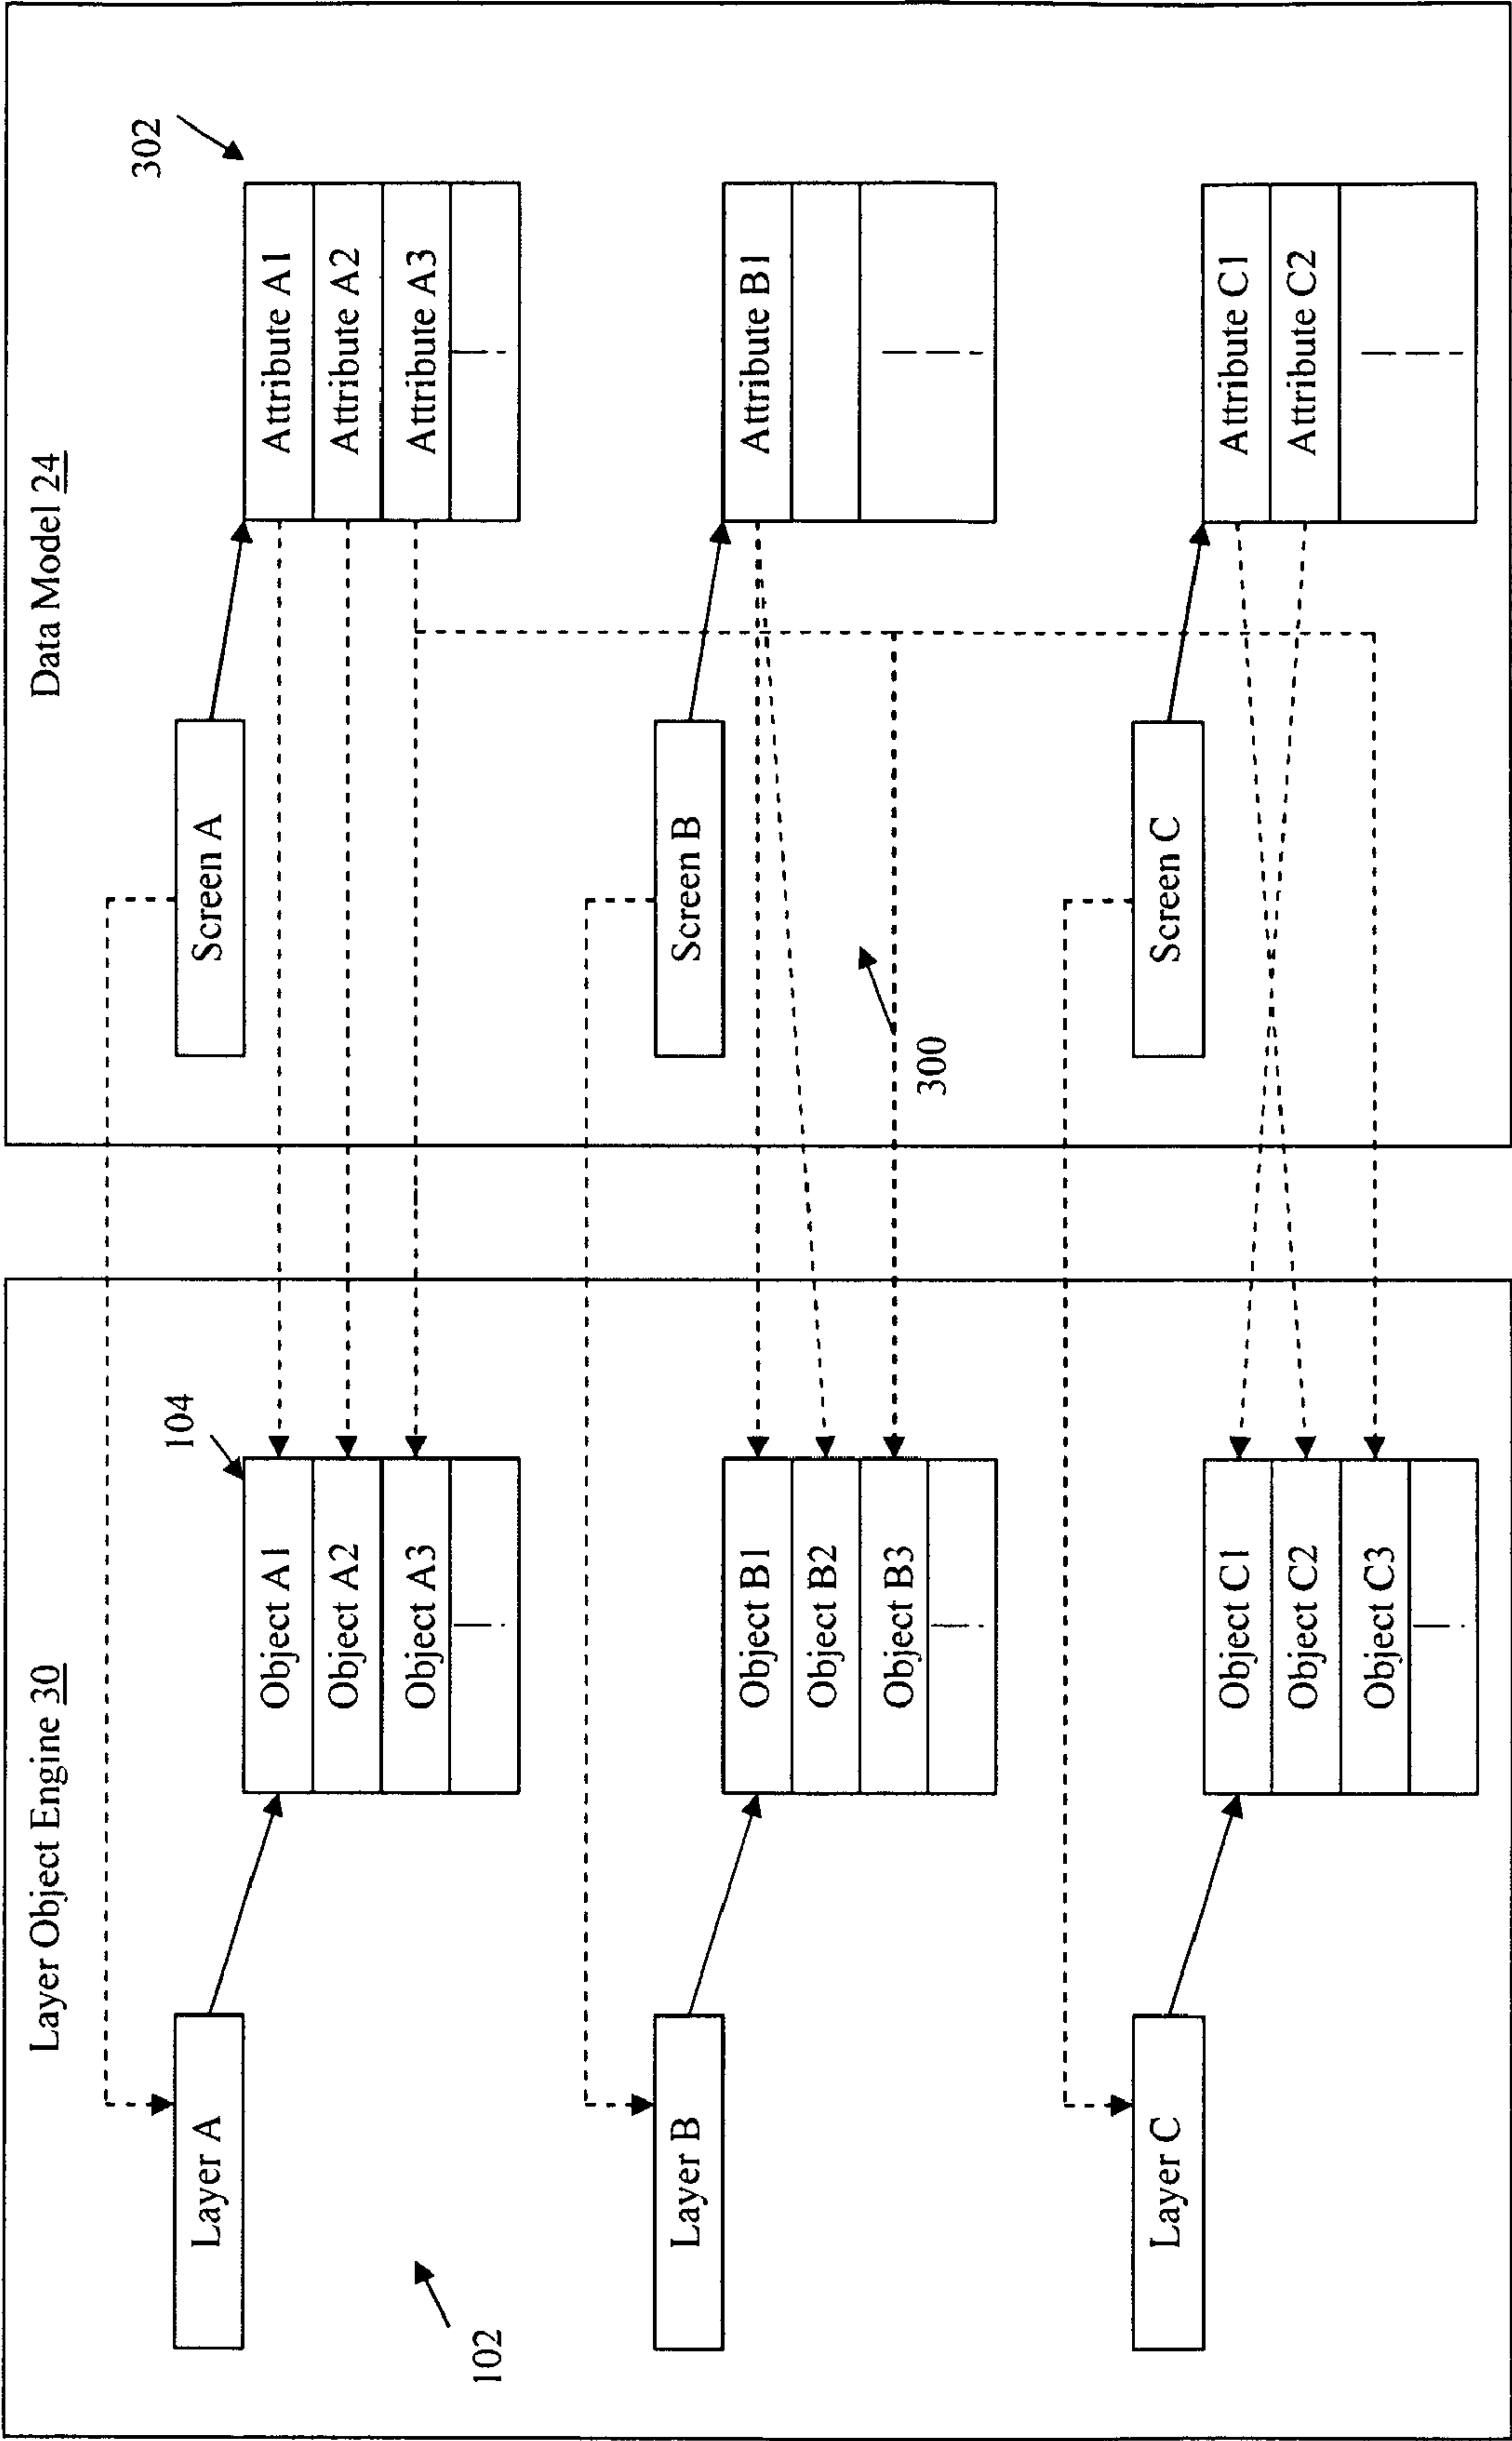 Layer Object Engine 30
Layer A
102
104
Object A1
Object A2
Object A3
Layer B
Object B1
Object B2
Object B3
Layer C
Object C1
Object C2
Object C3
Data Model 24
Screen A
302
Attribute A1
Attribute A2
Attribute A3
Screen B
300
Attribute B1
Screen C
Attribute C1
Attribute C2